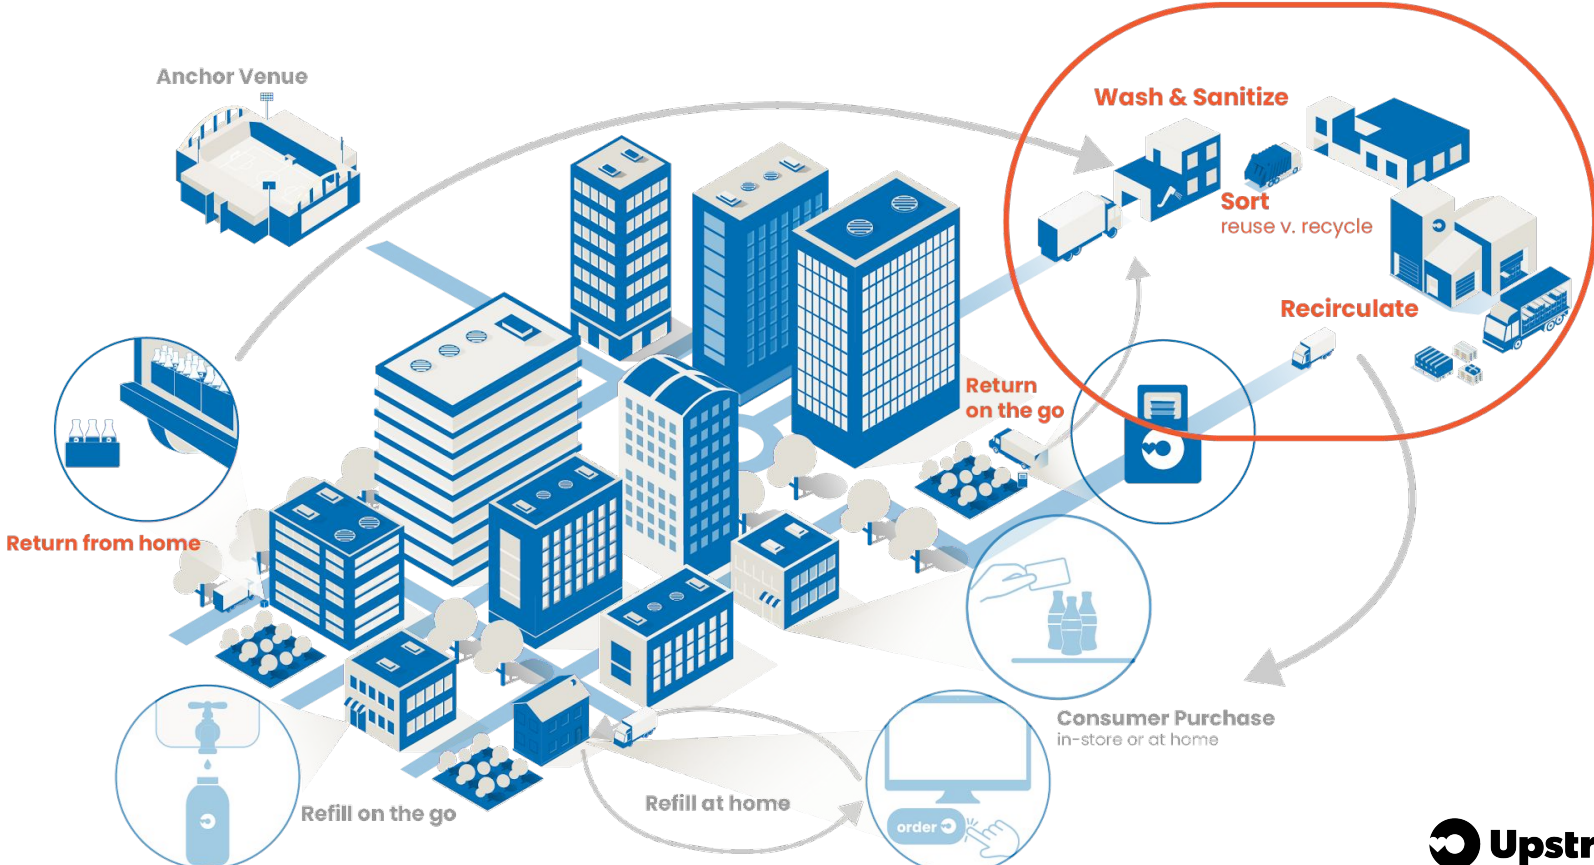 Anchor Venue
Wash & Sanitize
Sort
reuse v. recycle
Recirculate
Return
on the go
Return from home
Consumer Purchase
in-store or at home
Refill on the go
Refill at home
order
Upstr